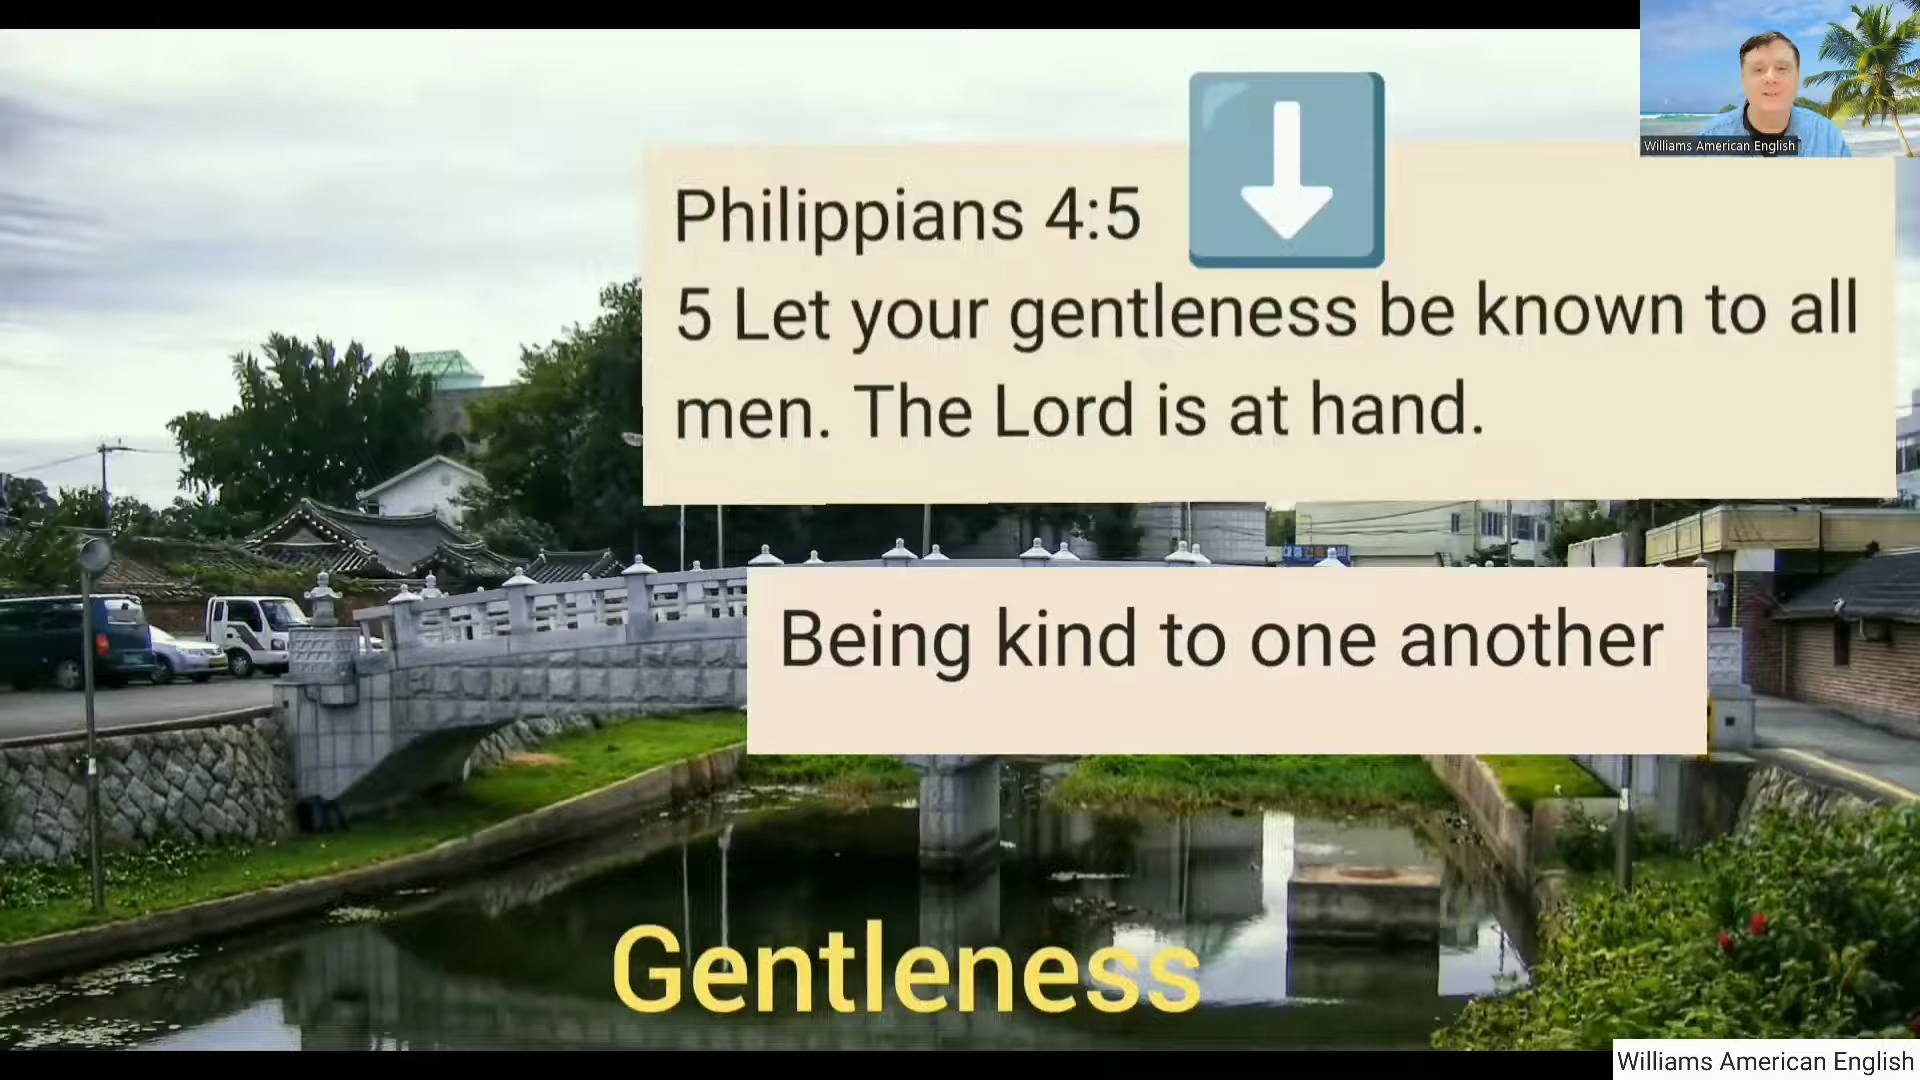 Williams American English
Philippians 4:5
5 Let your gentleness be known to all
men. The Lord is at hand.
Being kind to one another
Gentleness
Williams American English